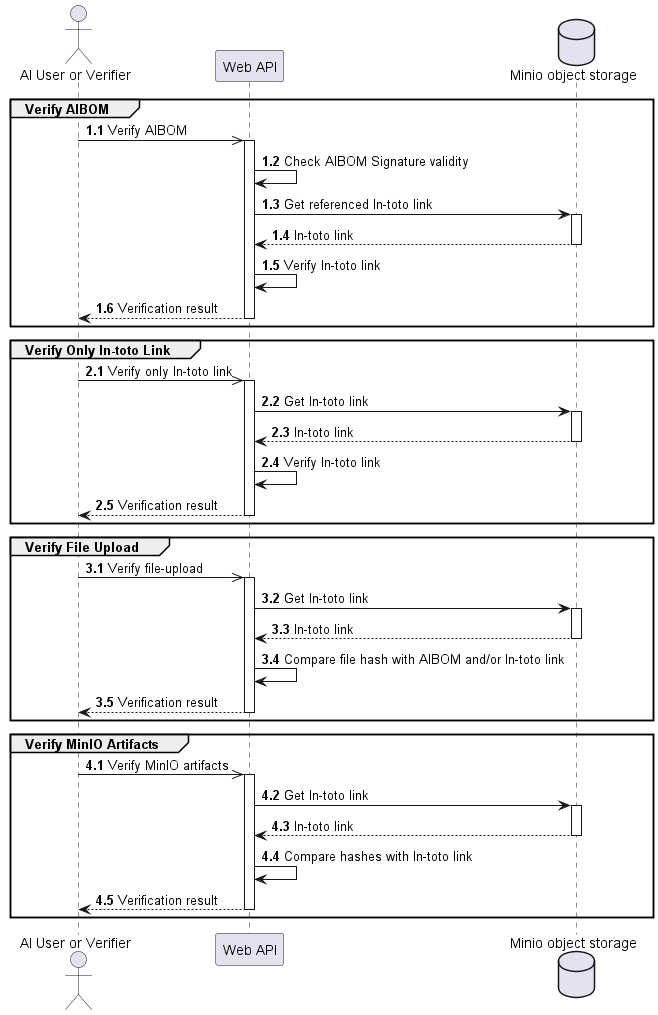 AI User or Verifier
Web API
Minio object storage
Verify AIBOM
1.1 Verify AIBOM
1.2 Check AIBOM Signature validity
1.3 Get referenced In-toto link
1.4 In-toto link
1.5 Verify In-toto link
1.6 Verification result
Verify Only In-toto Link
2.1 Verify only In-toto link
2.2 Get In-toto link
2.3 In-toto link
2.4 Verify In-toto link
2.5 Verification result
Verify File Upload
3.1 Verify file-upload
3.2 Get In-toto link
3.3 In-toto link
3.4 Compare file hash with AIBOM and/or In-toto link
3.5 Verification result
Verify MinIO Artifacts
4.1 Verify MinIO artifacts
4.2 Get In-toto link
4.3 In-toto link
4.4 Compare hashes with In-toto link
4.5 Verification result
AI User or Verifier
Web API
Minio object storage